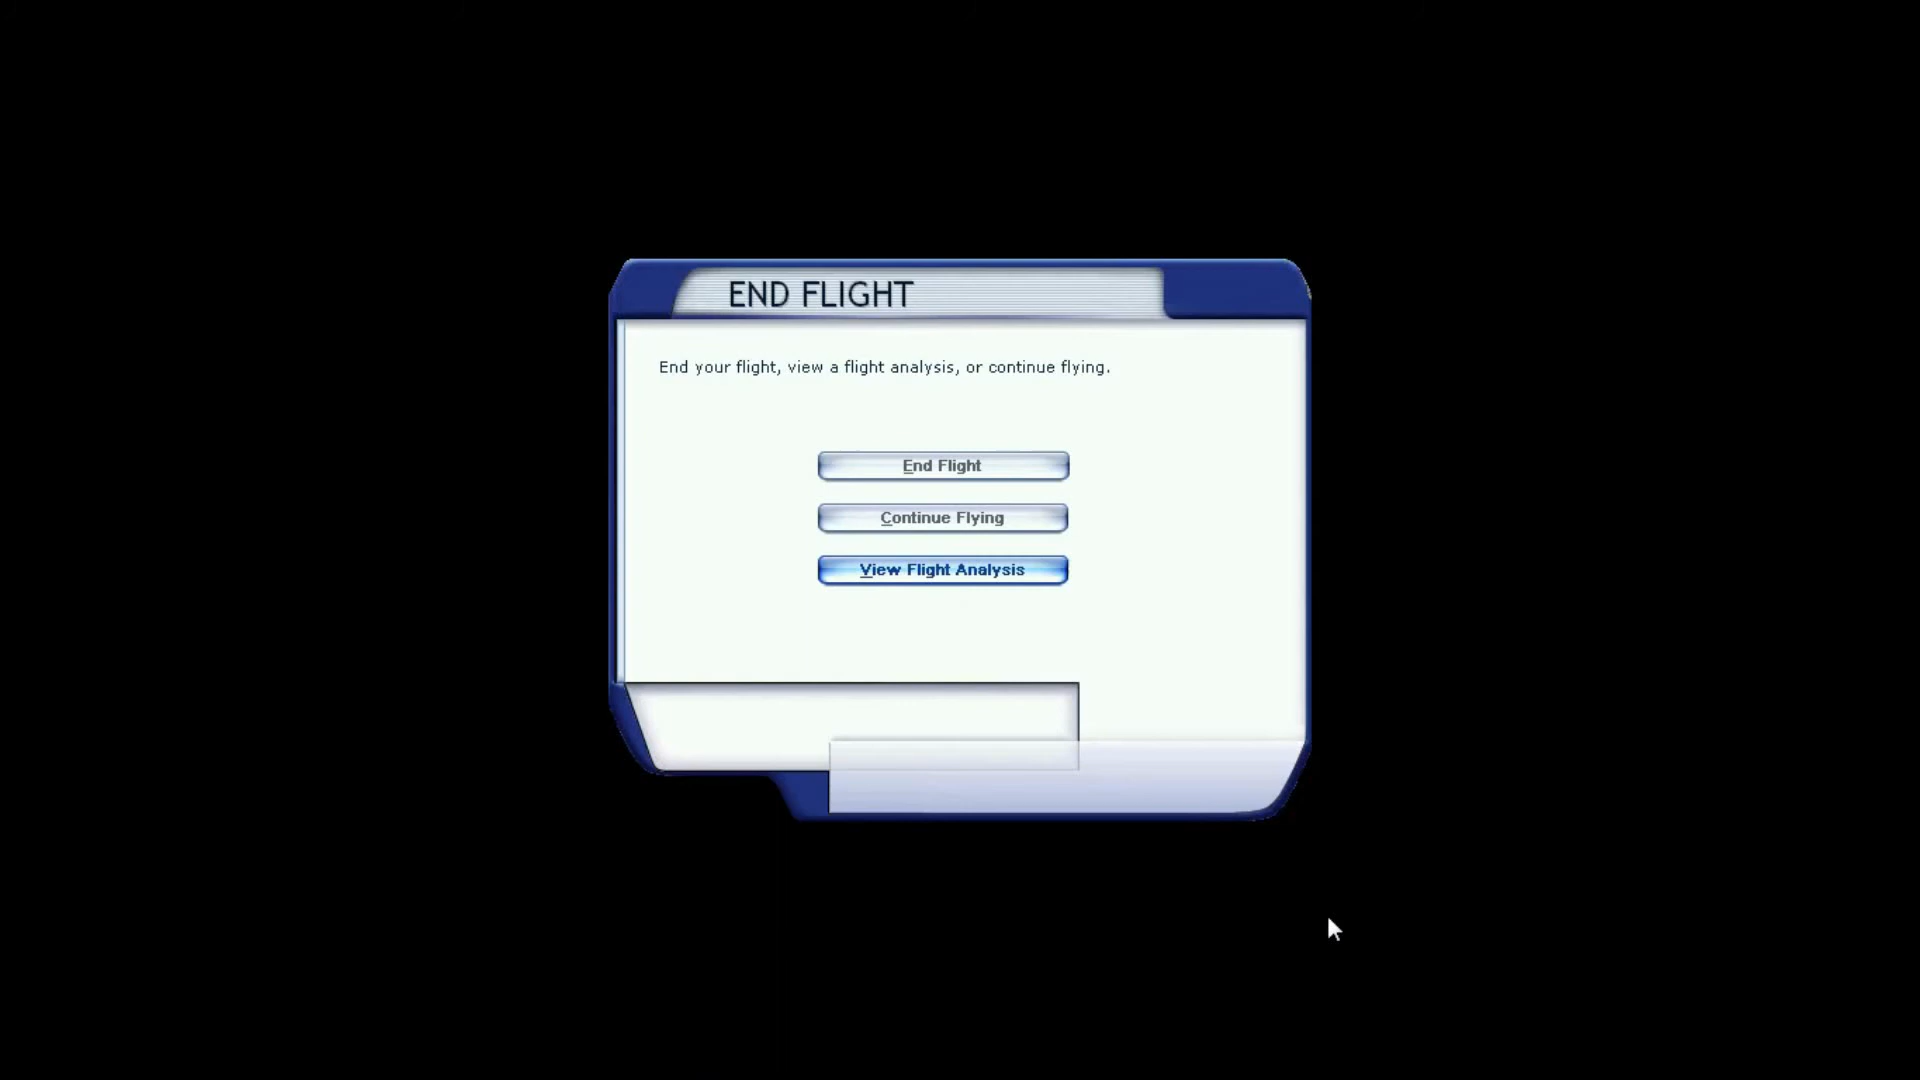 END FLIGHT
End your flight, view a flight analysis, or continue flying.
End Flight
Continue Flying
View Flight Analysis